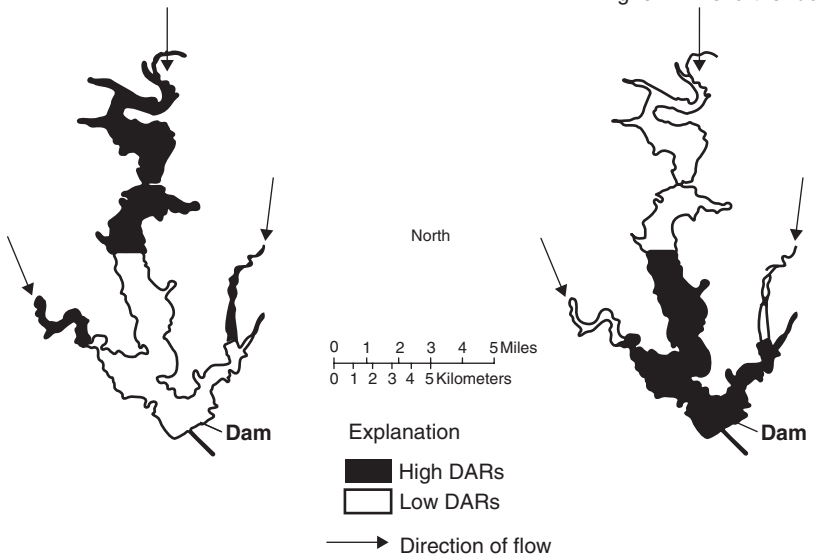 North
0 1 2 3 4 5 Miles
0 1 2 3 4 5 Kilometers
Dam
Dam
Explanation
High DARs
Low DARs
Direction of flow